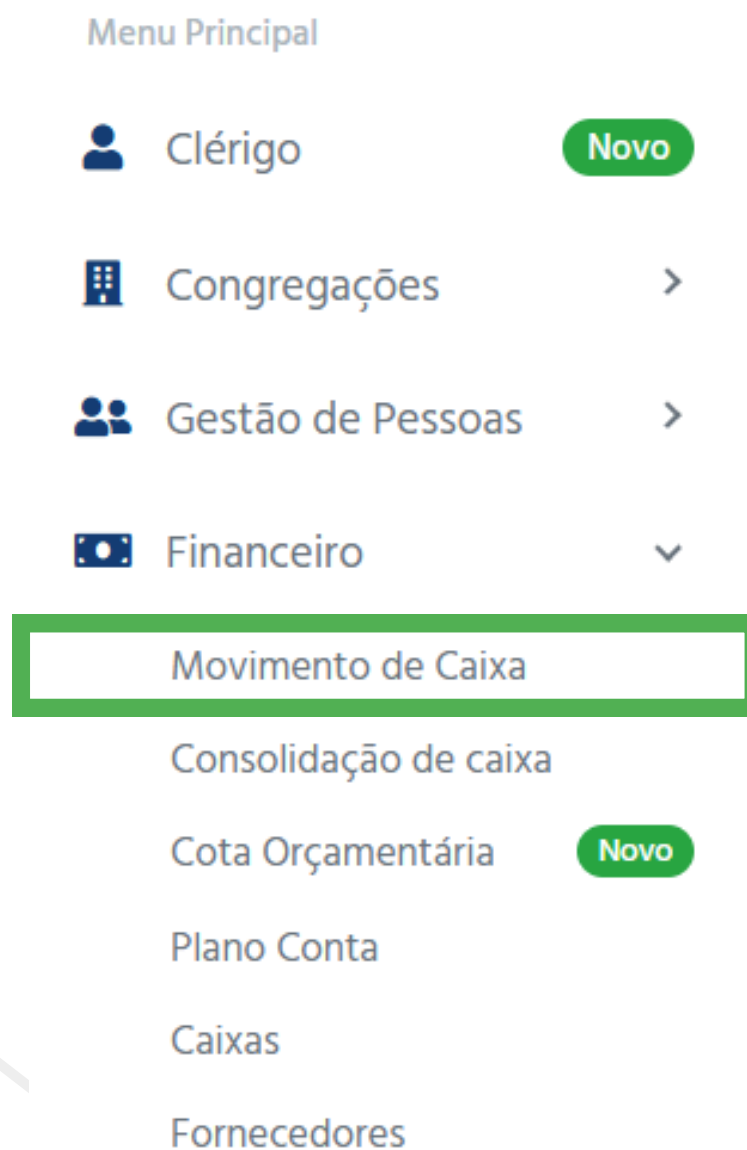 Menu Principal
Clérigo Novo
Congregações
Gestão de Pessoas
Financeiro
Movimento de Caixa
Consolidação de caixa
Cota Orçamentária Novo
Plano Conta
Caixas
Fornecedores